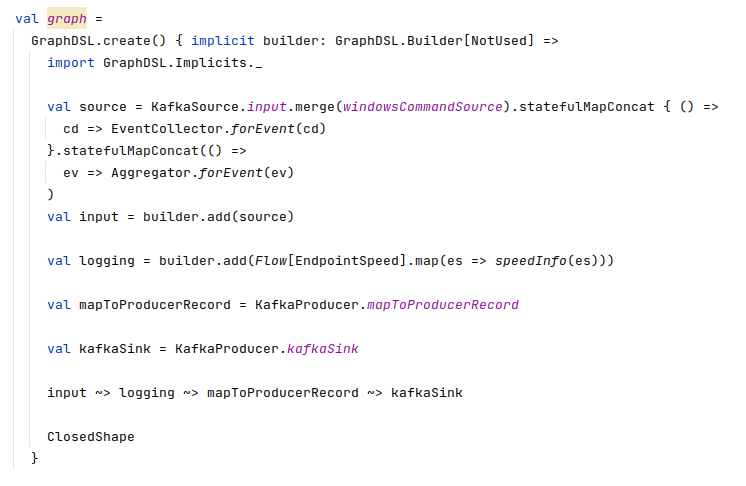 val graph =
  GraphDSL.create() { implicit builder: GraphDSL.Builder[NotUsed] =>
    import GraphDSL.Implicits._
    val source = KafkaSource.input.merge(windowsCommandSource).statefulMapConcat { () =>
      cd => EventCollector.forEvent(cd)
    }.statefulMapConcat(() =>
      ev => Aggregator.forEvent(ev)
    )
    val input = builder.add(source)
    val logging = builder.add(Flow[EndpointSpeed].map(es => speedInfo(es)))
    val mapToProducerRecord = KafkaProducer.mapToProducerRecord
    val kafkaSink = KafkaProducer.kafkaSink
    input ~> logging ~> mapToProducerRecord ~> kafkaSink
    ClosedShape
  }